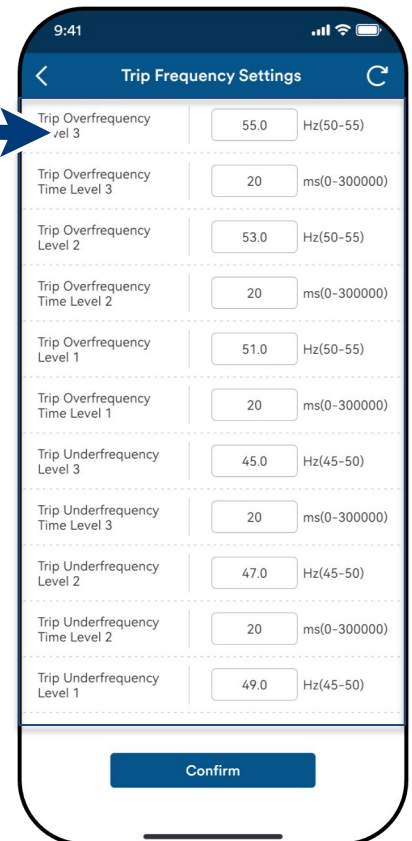 9:41
Trip Frequency Settings
Trip Overfrequency
Level 3
55.0 Hz(50-55)
Trip Overfrequency
Time Level 3
20 ms(0-300000)
Trip Overfrequency
Level 2
53.0 Hz(50-55)
Trip Overfrequency
Time Level 2
20 ms(0-300000)
Trip Overfrequency
Level 1
51.0 Hz(50-55)
Trip Overfrequency
Time Level 1
20 ms(0-300000)
Trip Underfrequency
Level 3
45.0 Hz(45-50)
Trip Underfrequency
Time Level 3
20 ms(0-300000)
Trip Underfrequency
Level 2
47.0 Hz(45-50)
Trip Underfrequency
Time Level 2
20 ms(0-300000)
Trip Underfrequency
Level 1
49.0 Hz(45-50)
Confirm